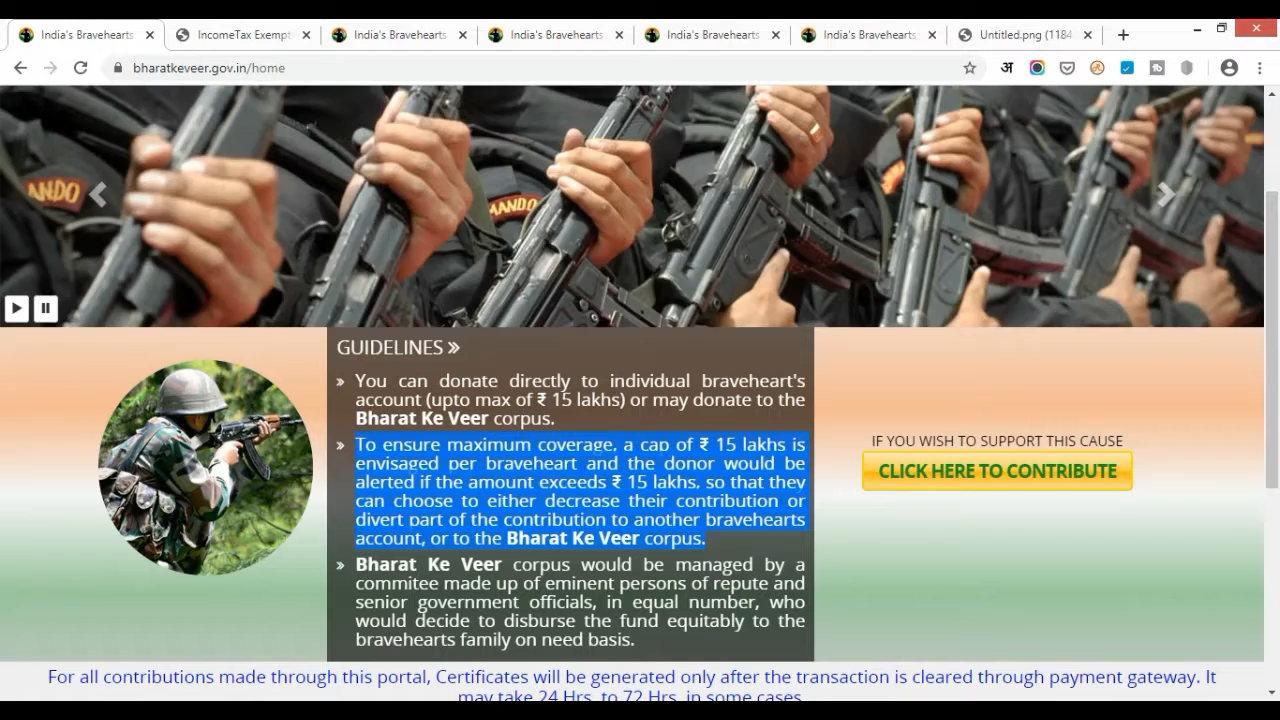 India's Bravehearts
IncomeTax Exempt
India's Bravehearts
India's Bravehearts
India's Bravehearts
India's Bravehearts
Untitled.png (1184
bharatkeveer.gov.in/home
अ
ANDO
MANDO
GUIDELINES »
» You can donate directly to individual braveheart's
account (upto max of ₹ 15 lakhs) or may donate to the
Bharat Ke Veer corpus.
» To ensure maximum coverage, a cap of ₹ 15 lakhs is
envisaged per braveheart and the donor would be
alerted if the amount exceeds ₹ 15 lakhs, so that they
can choose to either decrease their contribution or
divert part of the contribution to another bravehearts
account, or to the Bharat Ke Veer corpus.
» Bharat Ke Veer corpus would be managed by a
commitee made up of eminent persons of repute and
senior government officials, in equal number, who
would decide to disburse the fund equitably to the
bravehearts family on need basis.
IF YOU WISH TO SUPPORT THIS CAUSE
CLICK HERE TO CONTRIBUTE
For all contributions made through this portal, Certificates will be generated only after the transaction is cleared through payment gateway. It
may take 24 Hrs. to 72 Hrs. in some cases